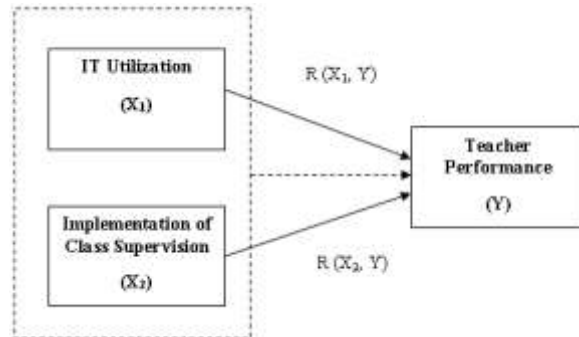 IT Utilization
(X₁)
R (X₁, Y)
Teacher
Performance
(Y)
Implementation of
Class Supervision
(X₂)
R (X₂, Y)